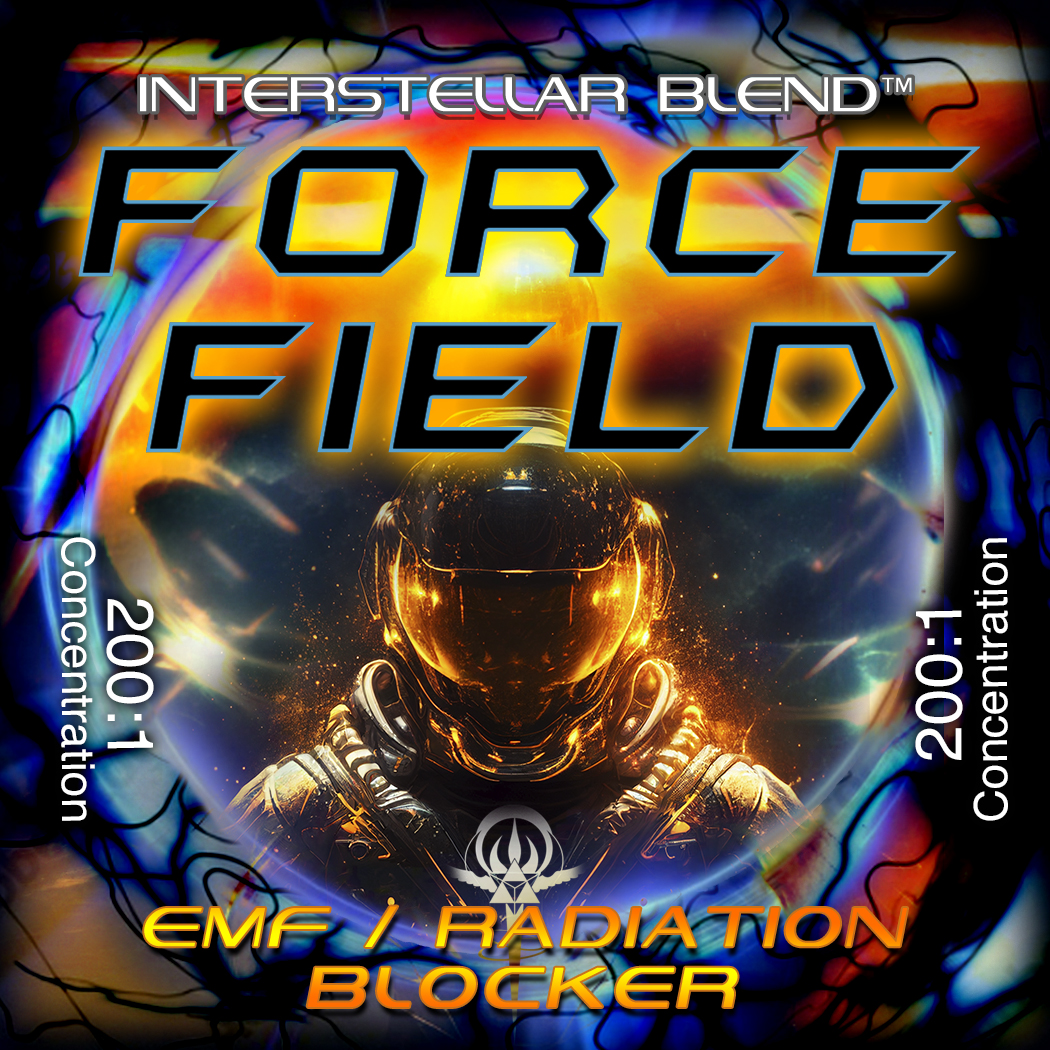 INTERSTELLAR BLEND™
FORCE
FIELD
200:1
Concentration
200:1
Concentration
EMF / RADIATION
BLOCKER